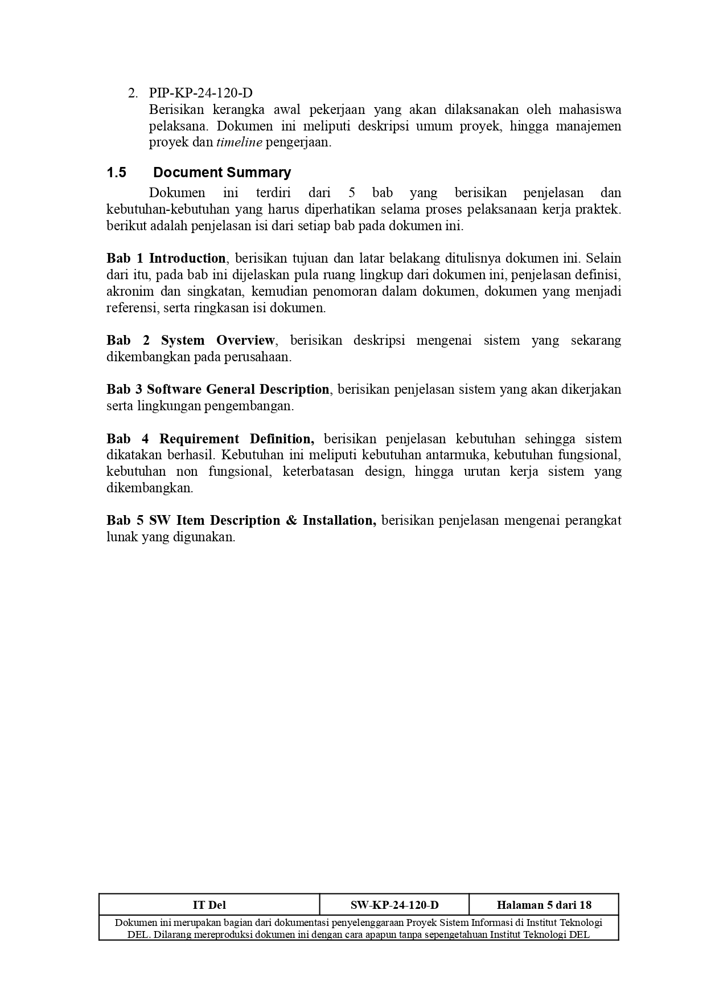 2. PIP-KP-24-120-D
Berisikan kerangka awal pekerjaan yang akan dilaksanakan oleh mahasiswa
pelaksana. Dokumen ini meliputi deskripsi umum proyek, hingga manajemen
proyek dan timeline pengerjaan.
1.5 Document Summary
Dokumen ini terdiri dari 5 bab yang berisikan penjelasan dan
kebutuhan-kebutuhan yang harus diperhatikan selama proses pelaksanaan kerja praktek.
berikut adalah penjelasan isi dari setiap bab pada dokumen ini.
Bab 1 Introduction, berisikan tujuan dan latar belakang ditulisnya dokumen ini. Selain
dari itu, pada bab ini dijelaskan pula ruang lingkup dari dokumen ini, penjelasan definisi,
akronim dan singkatan, kemudian penomoran dalam dokumen, dokumen yang menjadi
referensi, serta ringkasan isi dokumen.
Bab 2 System Overview, berisikan deskripsi mengenai sistem yang sekarang
dikembangkan pada perusahaan.
Bab 3 Software General Description, berisikan penjelasan sistem yang akan dikerjakan
serta lingkungan pengembangan.
Bab 4 Requirement Definition, berisikan penjelasan kebutuhan sehingga sistem
dikatakan berhasil. Kebutuhan ini meliputi kebutuhan antarmuka, kebutuhan fungsional,
kebutuhan non fungsional, keterbatasan design, hingga urutan kerja sistem yang
dikembangkan.
Bab 5 SW Item Description & Installation, berisikan penjelasan mengenai perangkat
lunak yang digunakan.
IT Del SW-KP-24-120-D Halaman 5 dari 18
Dokumen ini merupakan bagian dari dokumentasi penyelenggaraan Proyek Sistem Informasi di Institut Teknologi
DEL. Dilarang mereproduksi dokumen ini dengan cara apapun tanpa sepengetahuan Institut Teknologi DEL